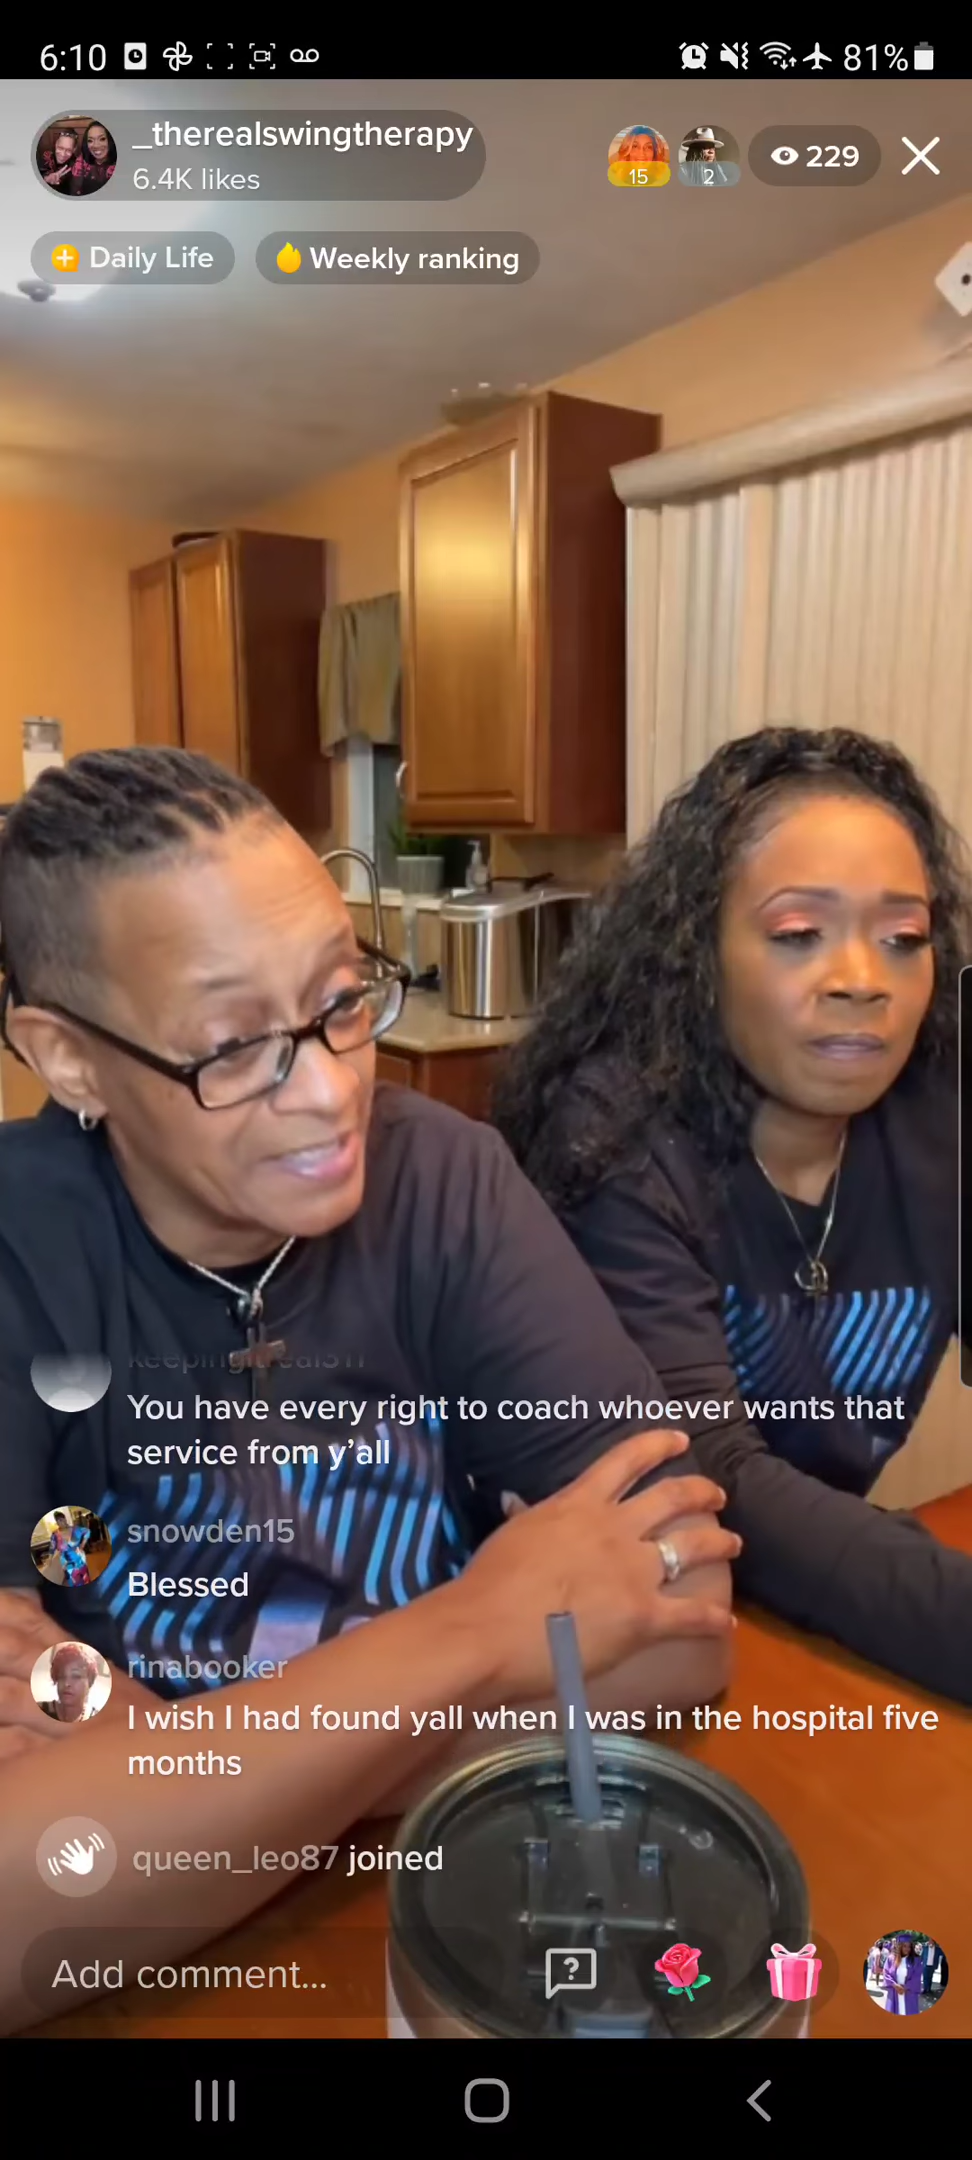 6:10
81%
_therealswingtherapy
6.4K likes
15
2
229
Daily Life
Weekly ranking
keepingitreal311
You have every right to coach whoever wants that
service from y’all
snowden15
Blessed
rinabooker
I wish I had found yall when I was in the hospital five
months
queen_leo87 joined
Add comment...